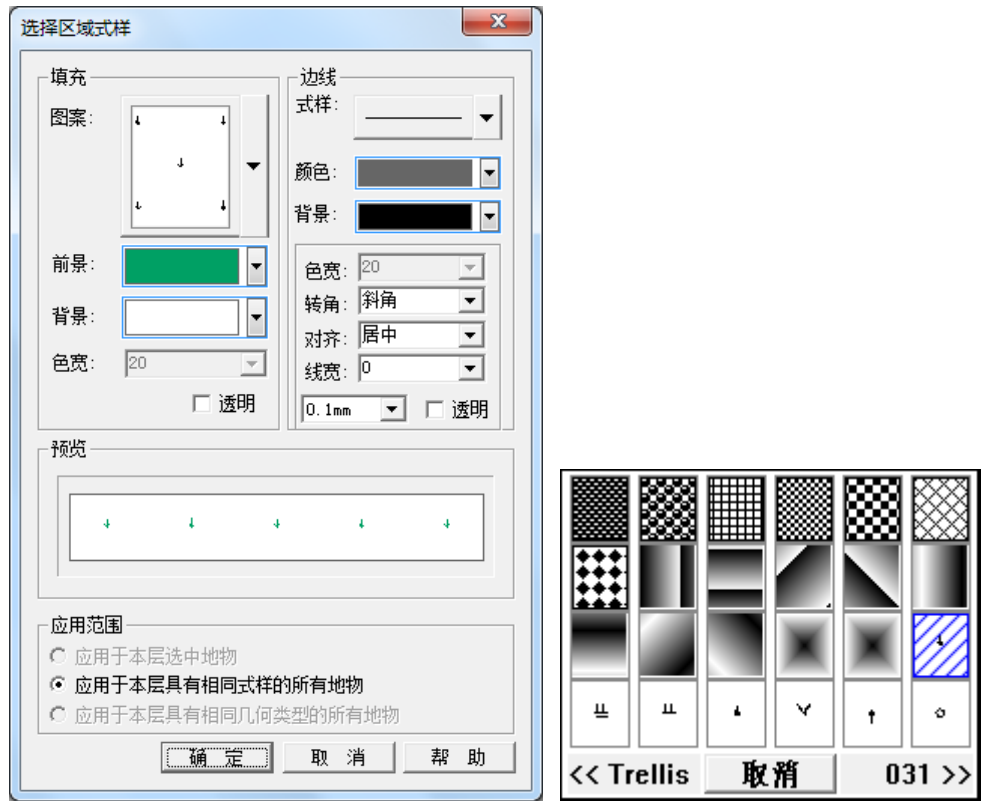 选择区域式样
填充
图案:
前景:
背景:
色宽: 20
透明
边线
式样:
颜色:
背景:
色宽: 20
转角: 斜角
对齐: 居中
线宽: 0
0.1mm 透明
预览
应用范围
应用于本层选中地物
应用于本层具有相同式样的所有地物
应用于本层具有相同几何类型的所有地物
确 定 取 消 帮 助
<< Trellis 取消 031 >>